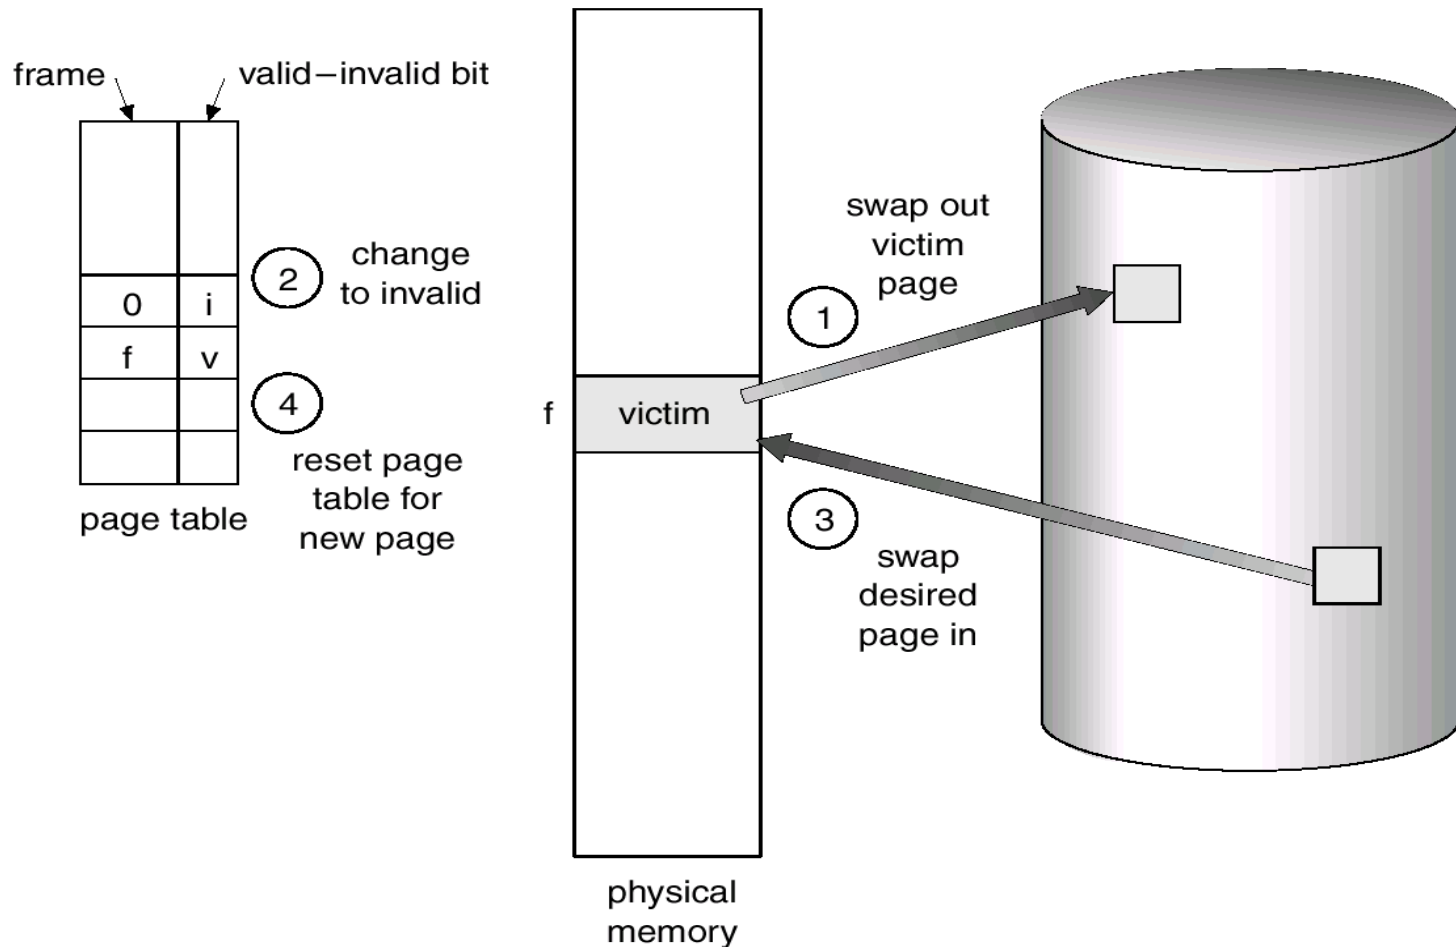 frame
valid–invalid bit
0 i
f v
page table
2
change
to invalid
4
reset page
table for
new page
f
victim
physical
memory
swap out
victim
page
1
3
swap
desired
page in